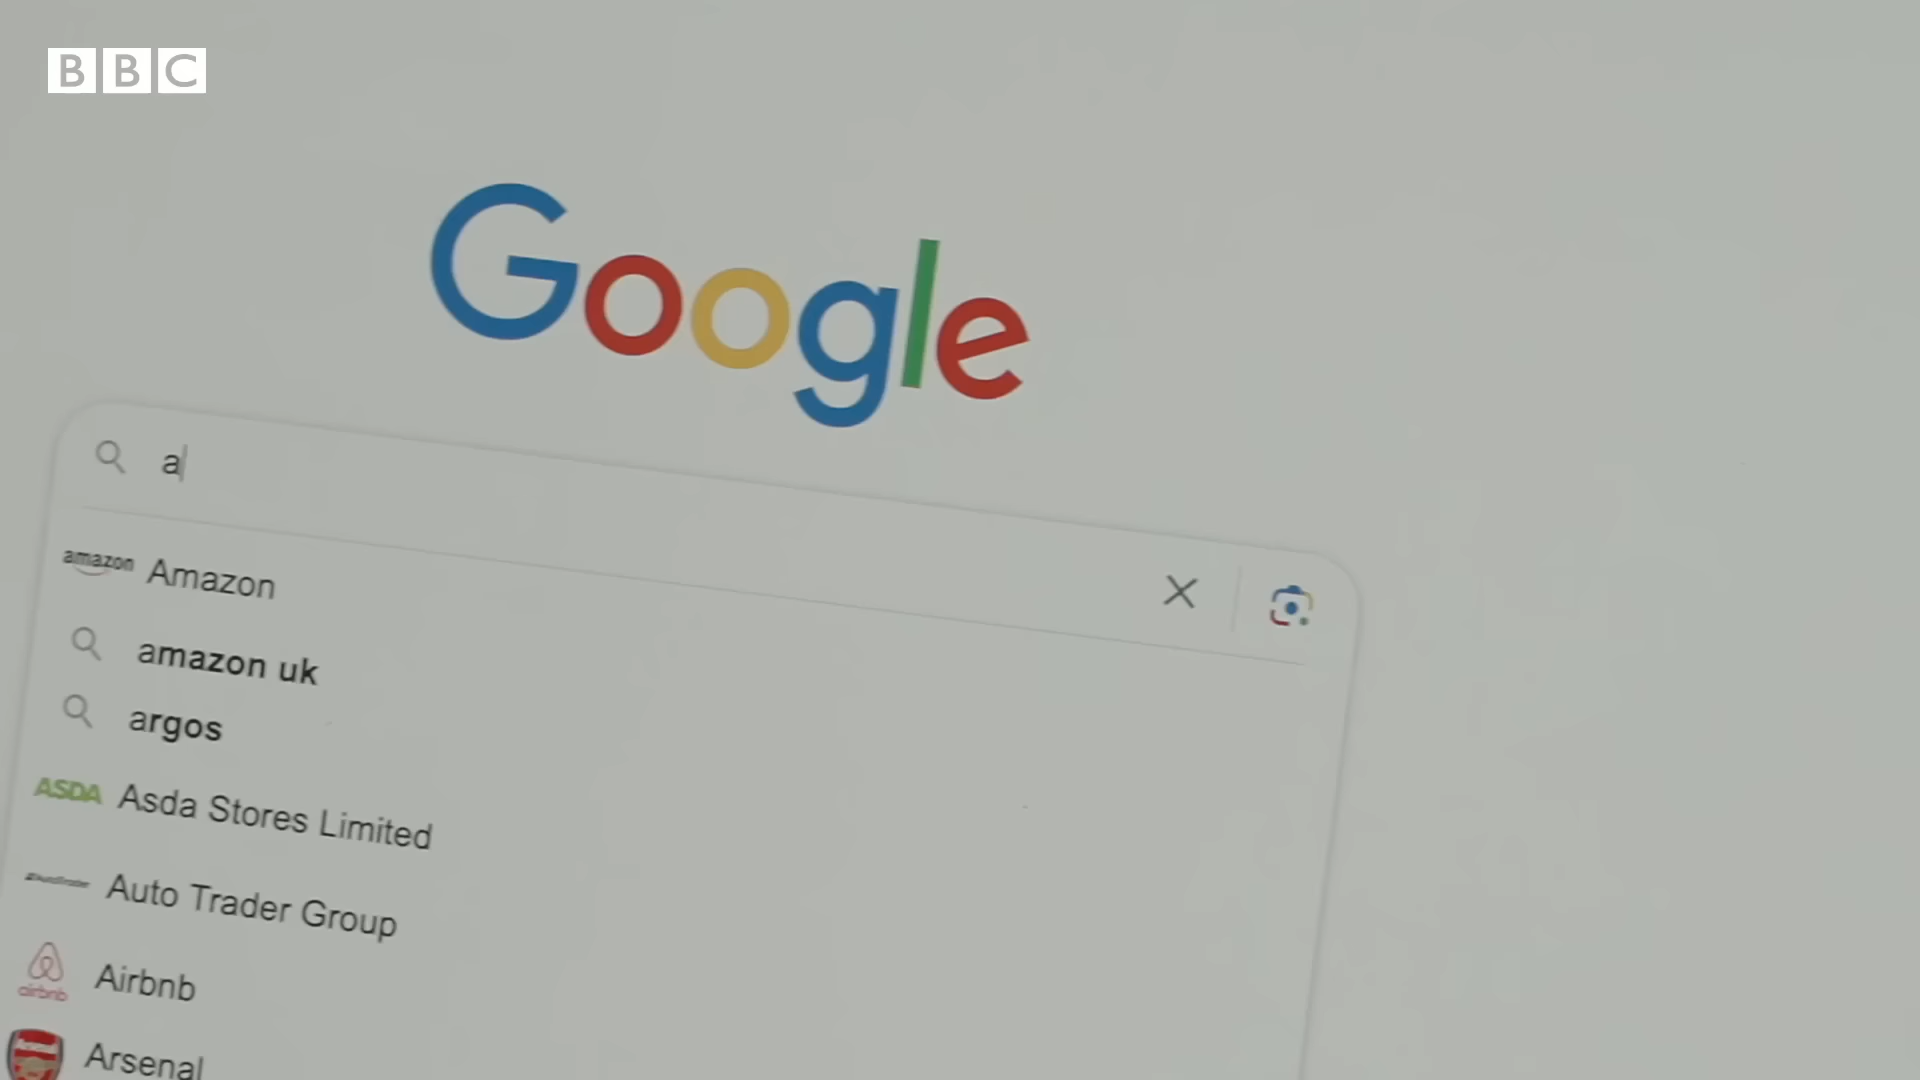 BBC
Google
a
amazon Amazon
amazon uk
argos
ASDA Asda Stores Limited
Auto Trader Group
airbnb Airbnb
Arsenal